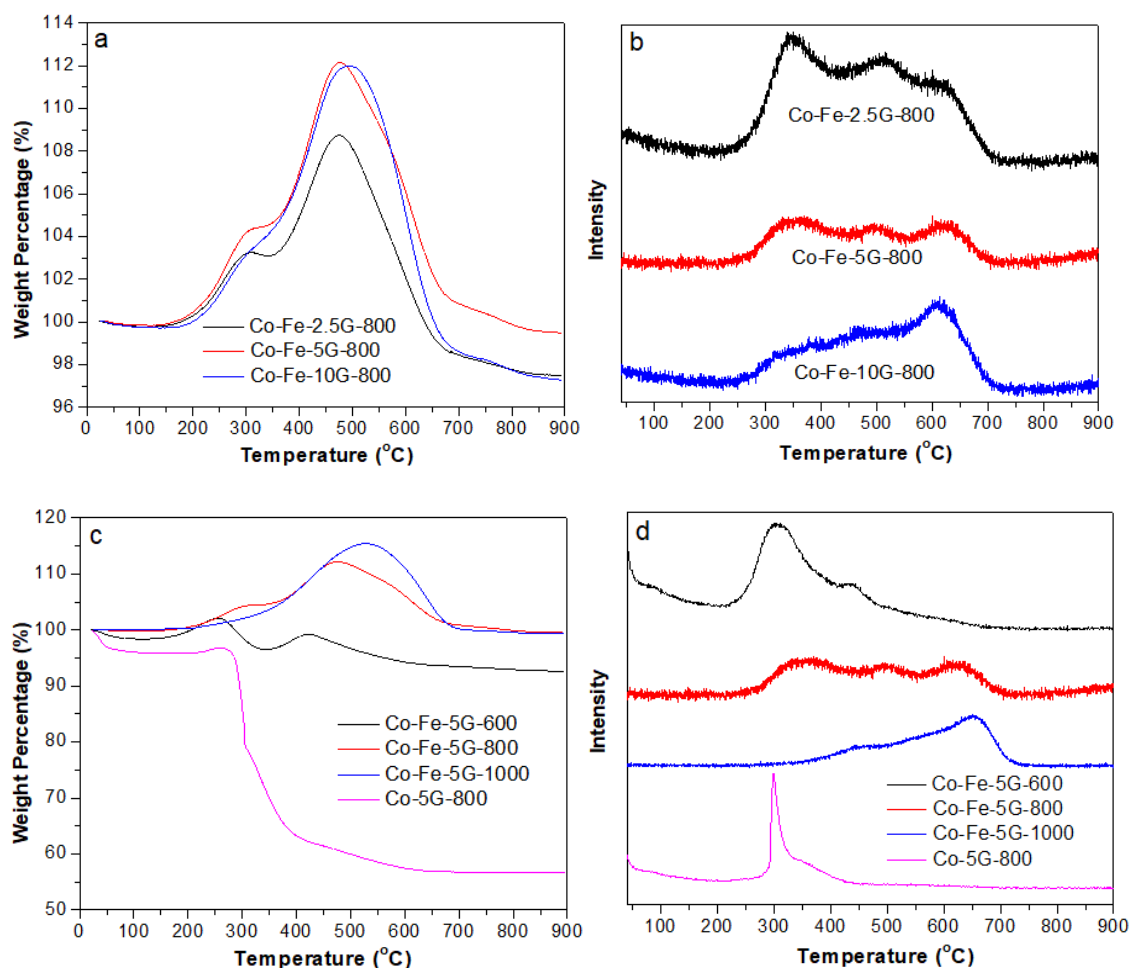 a
114
112
110
108
106
104
102
100
98
96
Weight Percentage (%)
Co-Fe-2.5G-800
Co-Fe-5G-800
Co-Fe-10G-800
0 100 200 300 400 500 600 700 800 900
Temperature (°C)
b
Intensity
Co-Fe-2.5G-800
Co-Fe-5G-800
Co-Fe-10G-800
100 200 300 400 500 600 700 800 900
Temperature (°C)
c
120
110
100
90
80
70
60
50
Weight Percentage (%)
Co-Fe-5G-600
Co-Fe-5G-800
Co-Fe-5G-1000
Co-5G-800
0 100 200 300 400 500 600 700 800 900
Temperature (°C)
d
Intensity
Co-Fe-5G-600
Co-Fe-5G-800
Co-Fe-5G-1000
Co-5G-800
100 200 300 400 500 600 700 800 900
Temperature (°C)